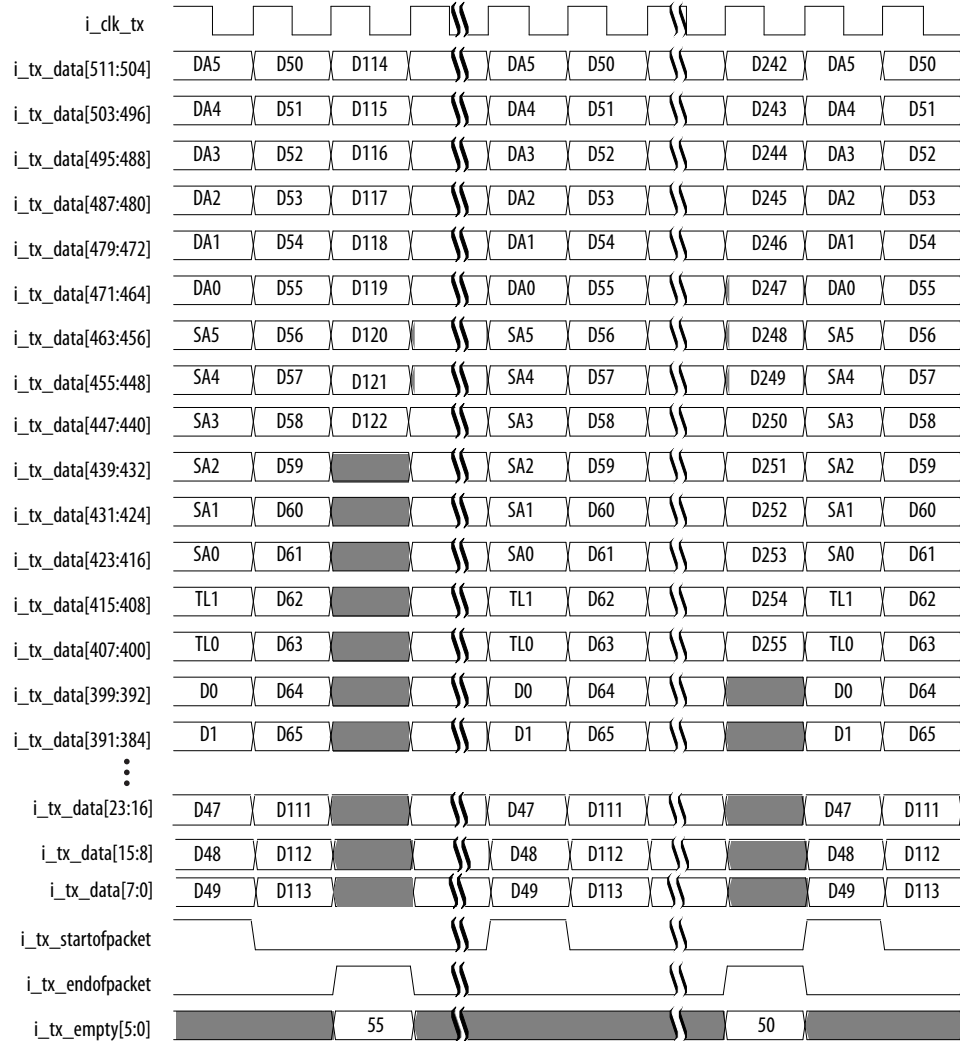 i_clk_tx
i_tx_data[511:504] DA5 D50 D114 DA5 D50 D242 DA5 D50
i_tx_data[503:496] DA4 D51 D115 DA4 D51 D243 DA4 D51
i_tx_data[495:488] DA3 D52 D116 DA3 D52 D244 DA3 D52
i_tx_data[487:480] DA2 D53 D117 DA2 D53 D245 DA2 D53
i_tx_data[479:472] DA1 D54 D118 DA1 D54 D246 DA1 D54
i_tx_data[471:464] DA0 D55 D119 DA0 D55 D247 DA0 D55
i_tx_data[463:456] SA5 D56 D120 SA5 D56 D248 SA5 D56
i_tx_data[455:448] SA4 D57 D121 SA4 D57 D249 SA4 D57
i_tx_data[447:440] SA3 D58 D122 SA3 D58 D250 SA3 D58
i_tx_data[439:432] SA2 D59 SA2 D59 D251 SA2 D59
i_tx_data[431:424] SA1 D60 SA1 D60 D252 SA1 D60
i_tx_data[423:416] SA0 D61 SA0 D61 D253 SA0 D61
i_tx_data[415:408] TL1 D62 TL1 D62 D254 TL1 D62
i_tx_data[407:400] TL0 D63 TL0 D63 D255 TL0 D63
i_tx_data[399:392] D0 D64 D0 D64 D0 D64
i_tx_data[391:384] D1 D65 D1 D65 D1 D65
i_tx_data[23:16] D47 D111 D47 D111 D47 D111
i_tx_data[15:8] D48 D112 D48 D112 D48 D112
i_tx_data[7:0] D49 D113 D49 D113 D49 D113
i_tx_startofpacket
i_tx_endofpacket
i_tx_empty[5:0] 55 50